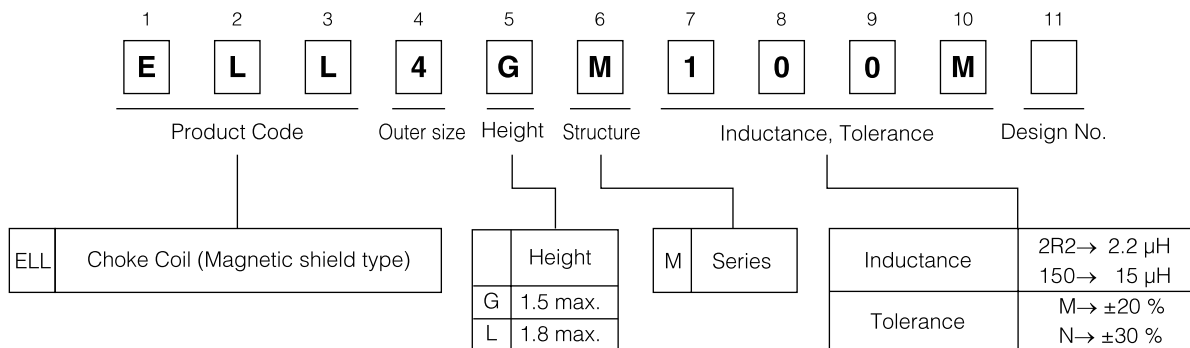 1 2 3 4 5 6 7 8 9 10 11
E L L 4 G M 1 0 0 M
Product Code Outer size Height Structure Inductance, Tolerance Design No.
ELL Choke Coil (Magnetic shield type)
Height
G 1.5 max.
L 1.8 max.
M Series
Inductance 2R2→ 2.2 µH
150→ 15 µH
Tolerance M→ ±20 %
N→ ±30 %